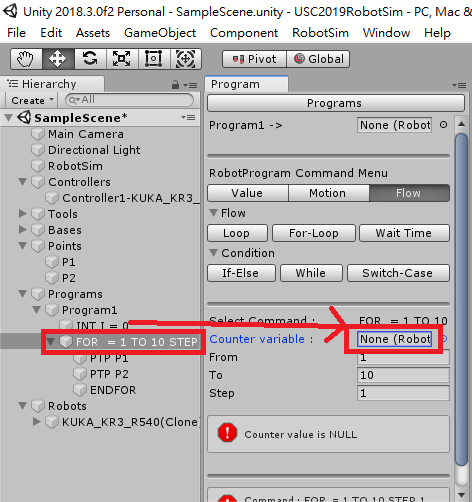 Unity 2018.3.0f2 Personal - SampleScene.unity - USC2019RobotSim - PC, Mac &
File Edit Assets GameObject Component RobotSim Window Help
Pivot Global
Hierarchy
Create All
SampleScene*
Main Camera
Directional Light
RobotSim
Controllers
Controller1-KUKA_KR3_
Tools
Bases
Points
P1
P2
Programs
Program1
INT I = 0
FOR = 1 TO 10 STEP
PTP P1
PTP P2
ENDFOR
Robots
KUKA_KR3_R540(Clone)
Program
Programs
Program1 -> None (Robot
RobotProgram Command Menu
Value Motion Flow
Flow
Loop For-Loop Wait Time
Condition
If-Else While Switch-Case
Select Command : FOR = 1 TO 10
Counter variable : None (Robot
From 1
To 10
Step 1
Counter value is NULL
Command : FOR = 1 TO 10 STEP 1